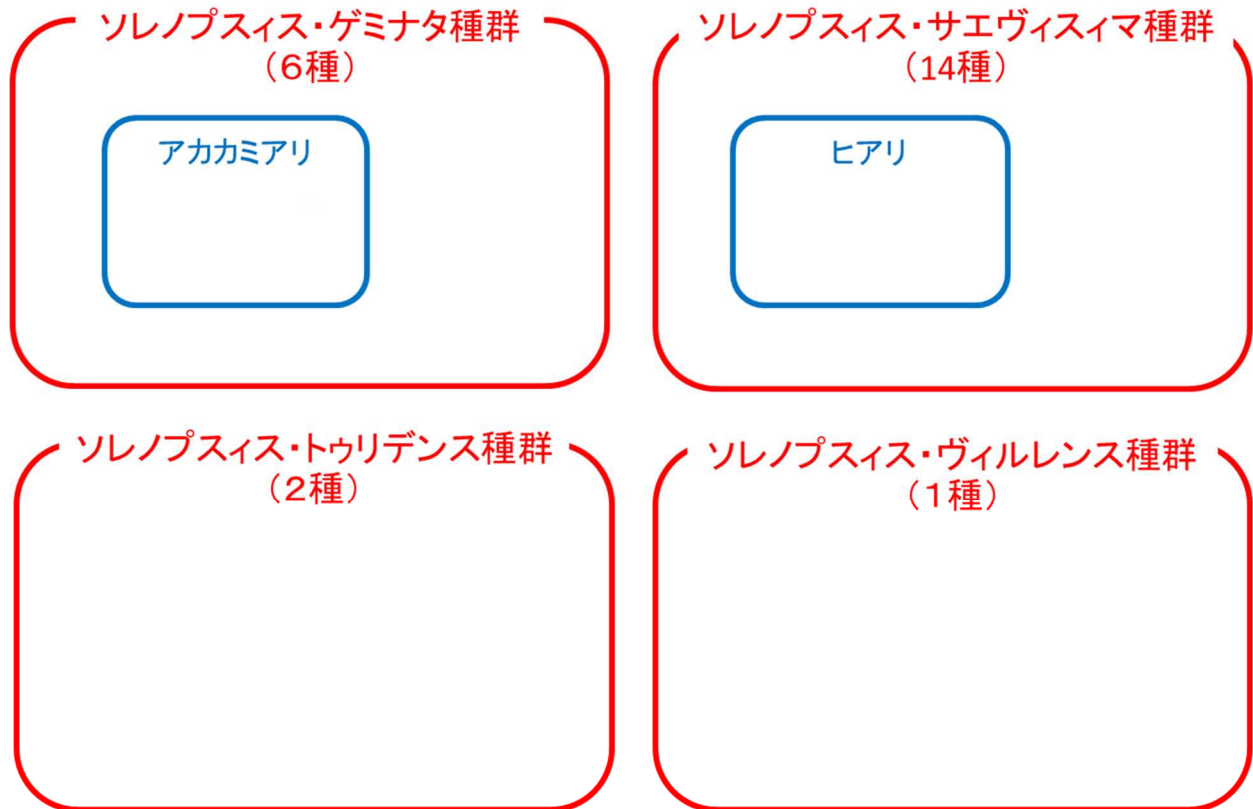 ソレノプスィス・ゲミナタ種群
（６種）
アカカミアリ
ソレノプスィス・サエヴィスィマ種群
（14種）
ヒアリ
ソレノプスィス・トゥリデンス種群
（２種）
ソレノプスィス・ヴィルレンス種群
（１種）